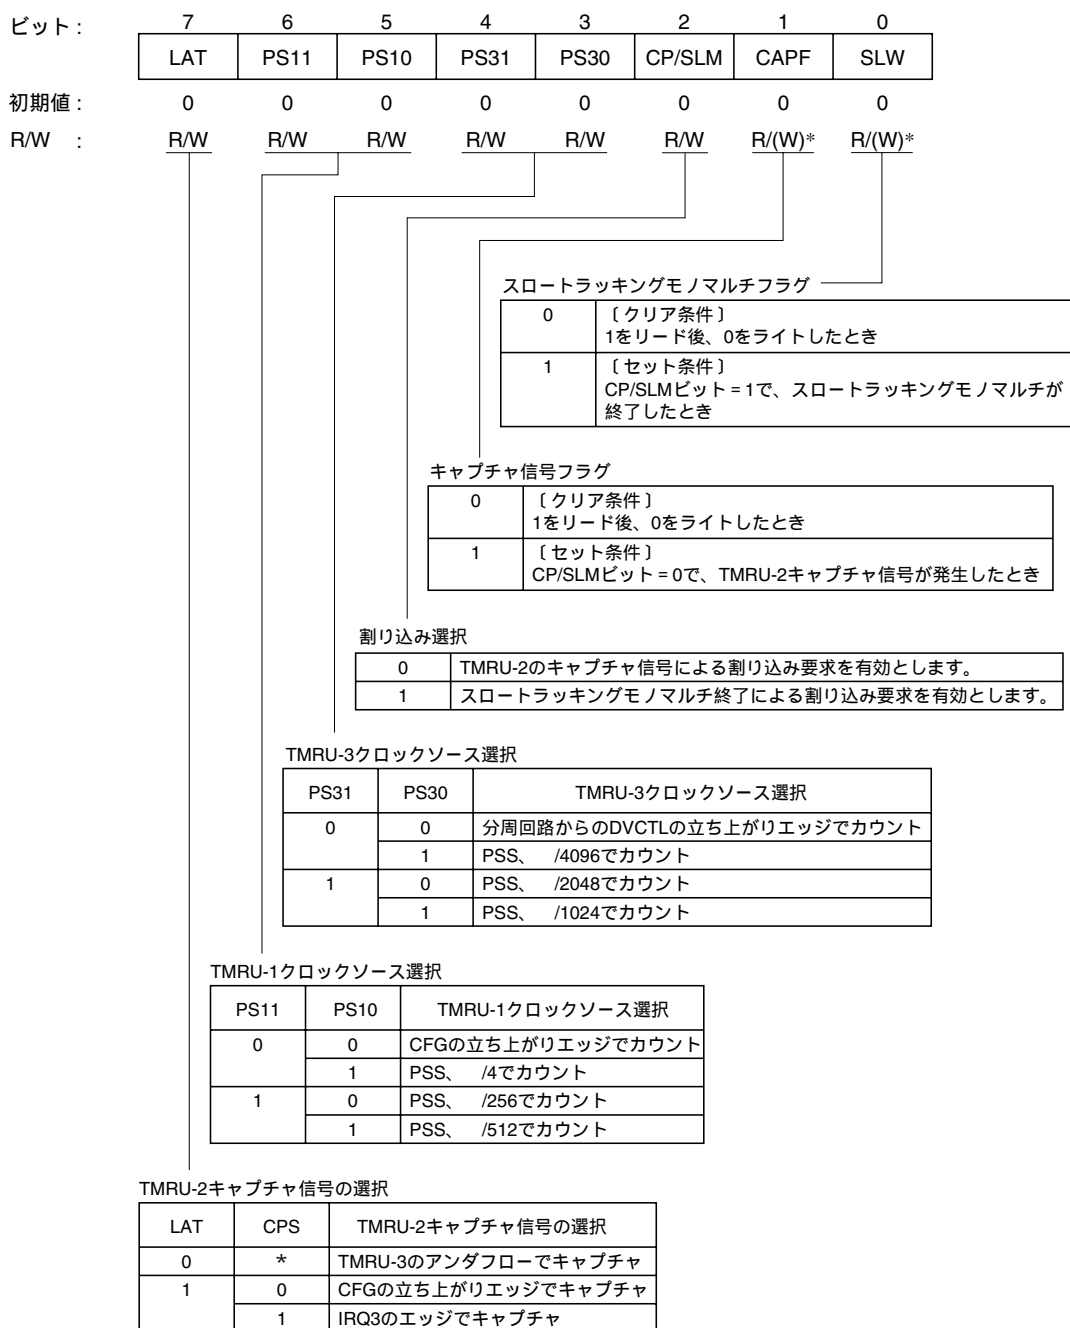 ビット : 7 6 5 4 3 2 1 0
LAT PS11 PS10 PS31 PS30 CP/SLM CAPF SLW
初期値 : 0 0 0 0 0 0 0 0
R/W : R/W R/W R/W R/W R/W R/W R/(W)* R/(W)*
スロートラッキングモノマルチフラグ
0 〔クリア条件〕
1をリード後、0をライトしたとき
1 〔セット条件〕
CP/SLMビット = 1で、スロートラッキングモノマルチが
終了したとき
キャプチャ信号フラグ
0 〔クリア条件〕
1をリード後、0をライトしたとき
1 〔セット条件〕
CP/SLMビット = 0で、TMRU-2キャプチャ信号が発生したとき
割り込み選択
0 TMRU-2のキャプチャ信号による割り込み要求を有効とします。
1 スロートラッキングモノマルチ終了による割り込み要求を有効とします。
TMRU-3クロックソース選択
PS31 PS30 TMRU-3クロックソース選択
0 0 分周回路からのDVCTLの立ち上がりエッジでカウント
1 PSS、 /4096でカウント
1 0 PSS、 /2048でカウント
1 PSS、 /1024でカウント
TMRU-1クロックソース選択
PS11 PS10 TMRU-1クロックソース選択
0 0 CFGの立ち上がりエッジでカウント
1 PSS、 /4でカウント
1 0 PSS、 /256でカウント
1 PSS、 /512でカウント
TMRU-2キャプチャ信号の選択
LAT CPS TMRU-2キャプチャ信号の選択
0 * TMRU-3のアンダフローでキャプチャ
1 0 CFGの立ち上がりエッジでキャプチャ
1 IRQ3のエッジでキャプチャ